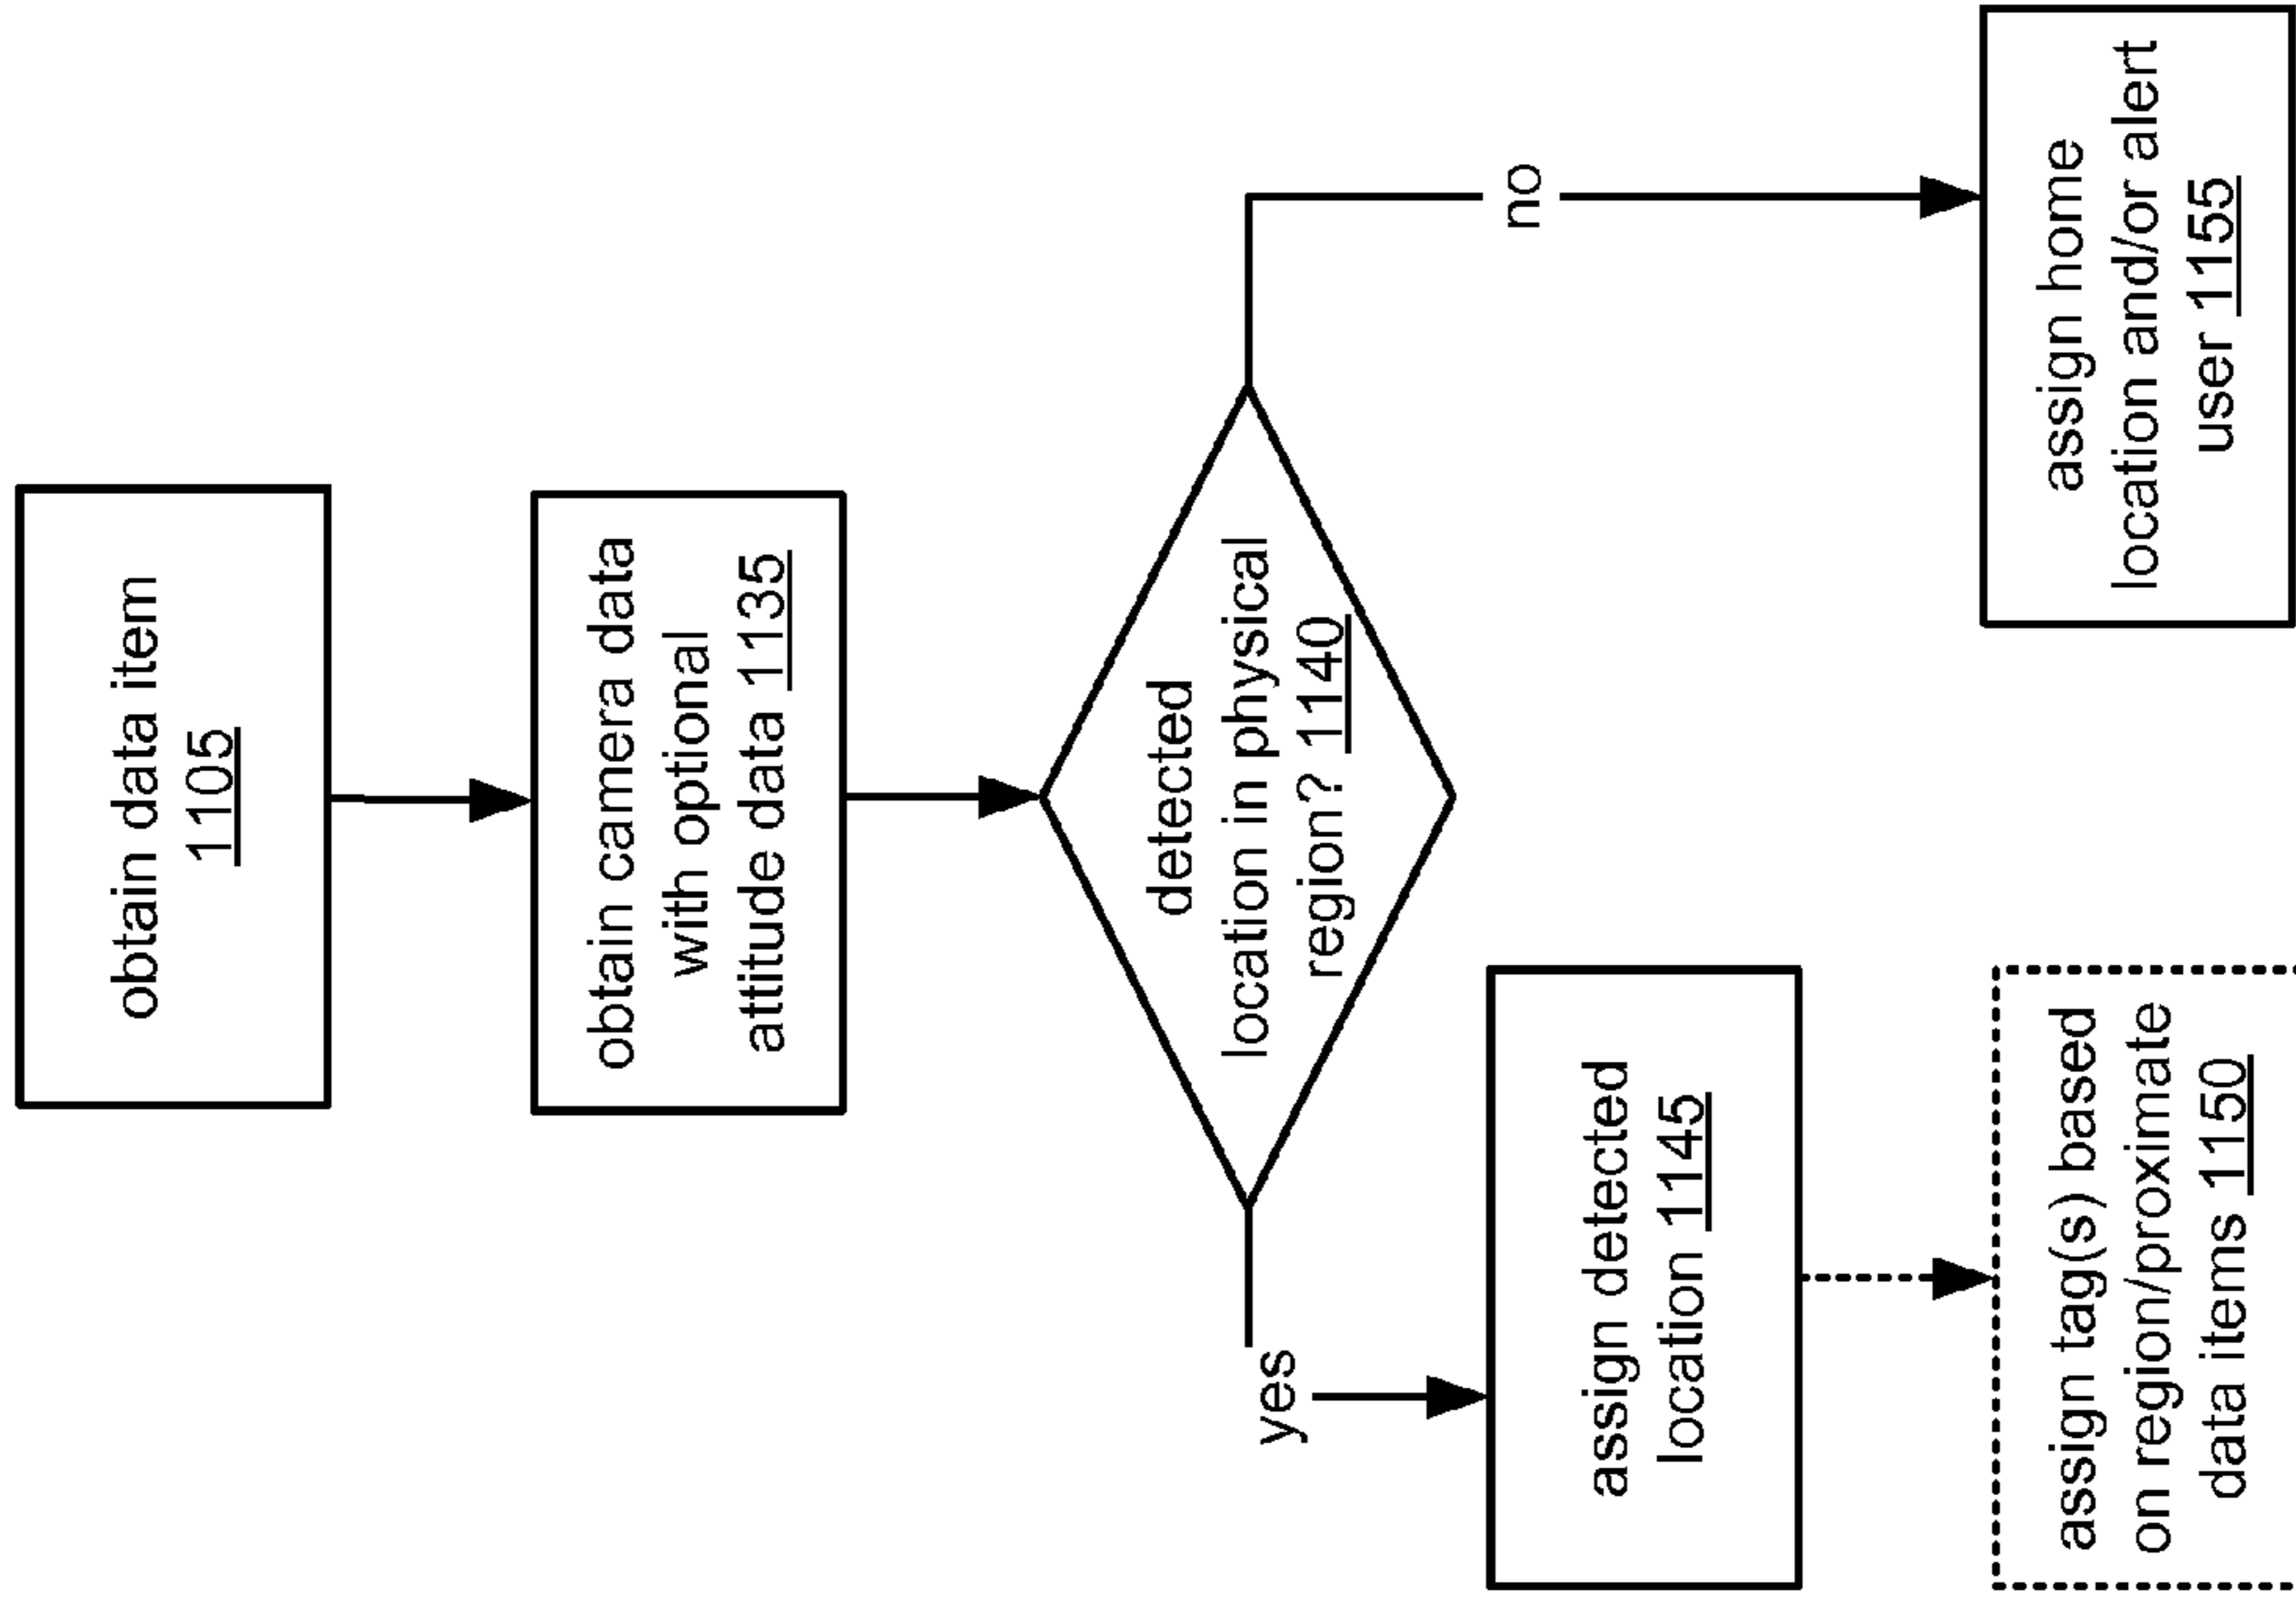 obtain data item
1105
obtain camera data
with optional
attitude data 1135
detected
location in physical
region? 1140
yes
no
assign detected
location 1145
assign tag(s) based
on region/proximate
data items 1150
assign home
location and/or alert
user 1155